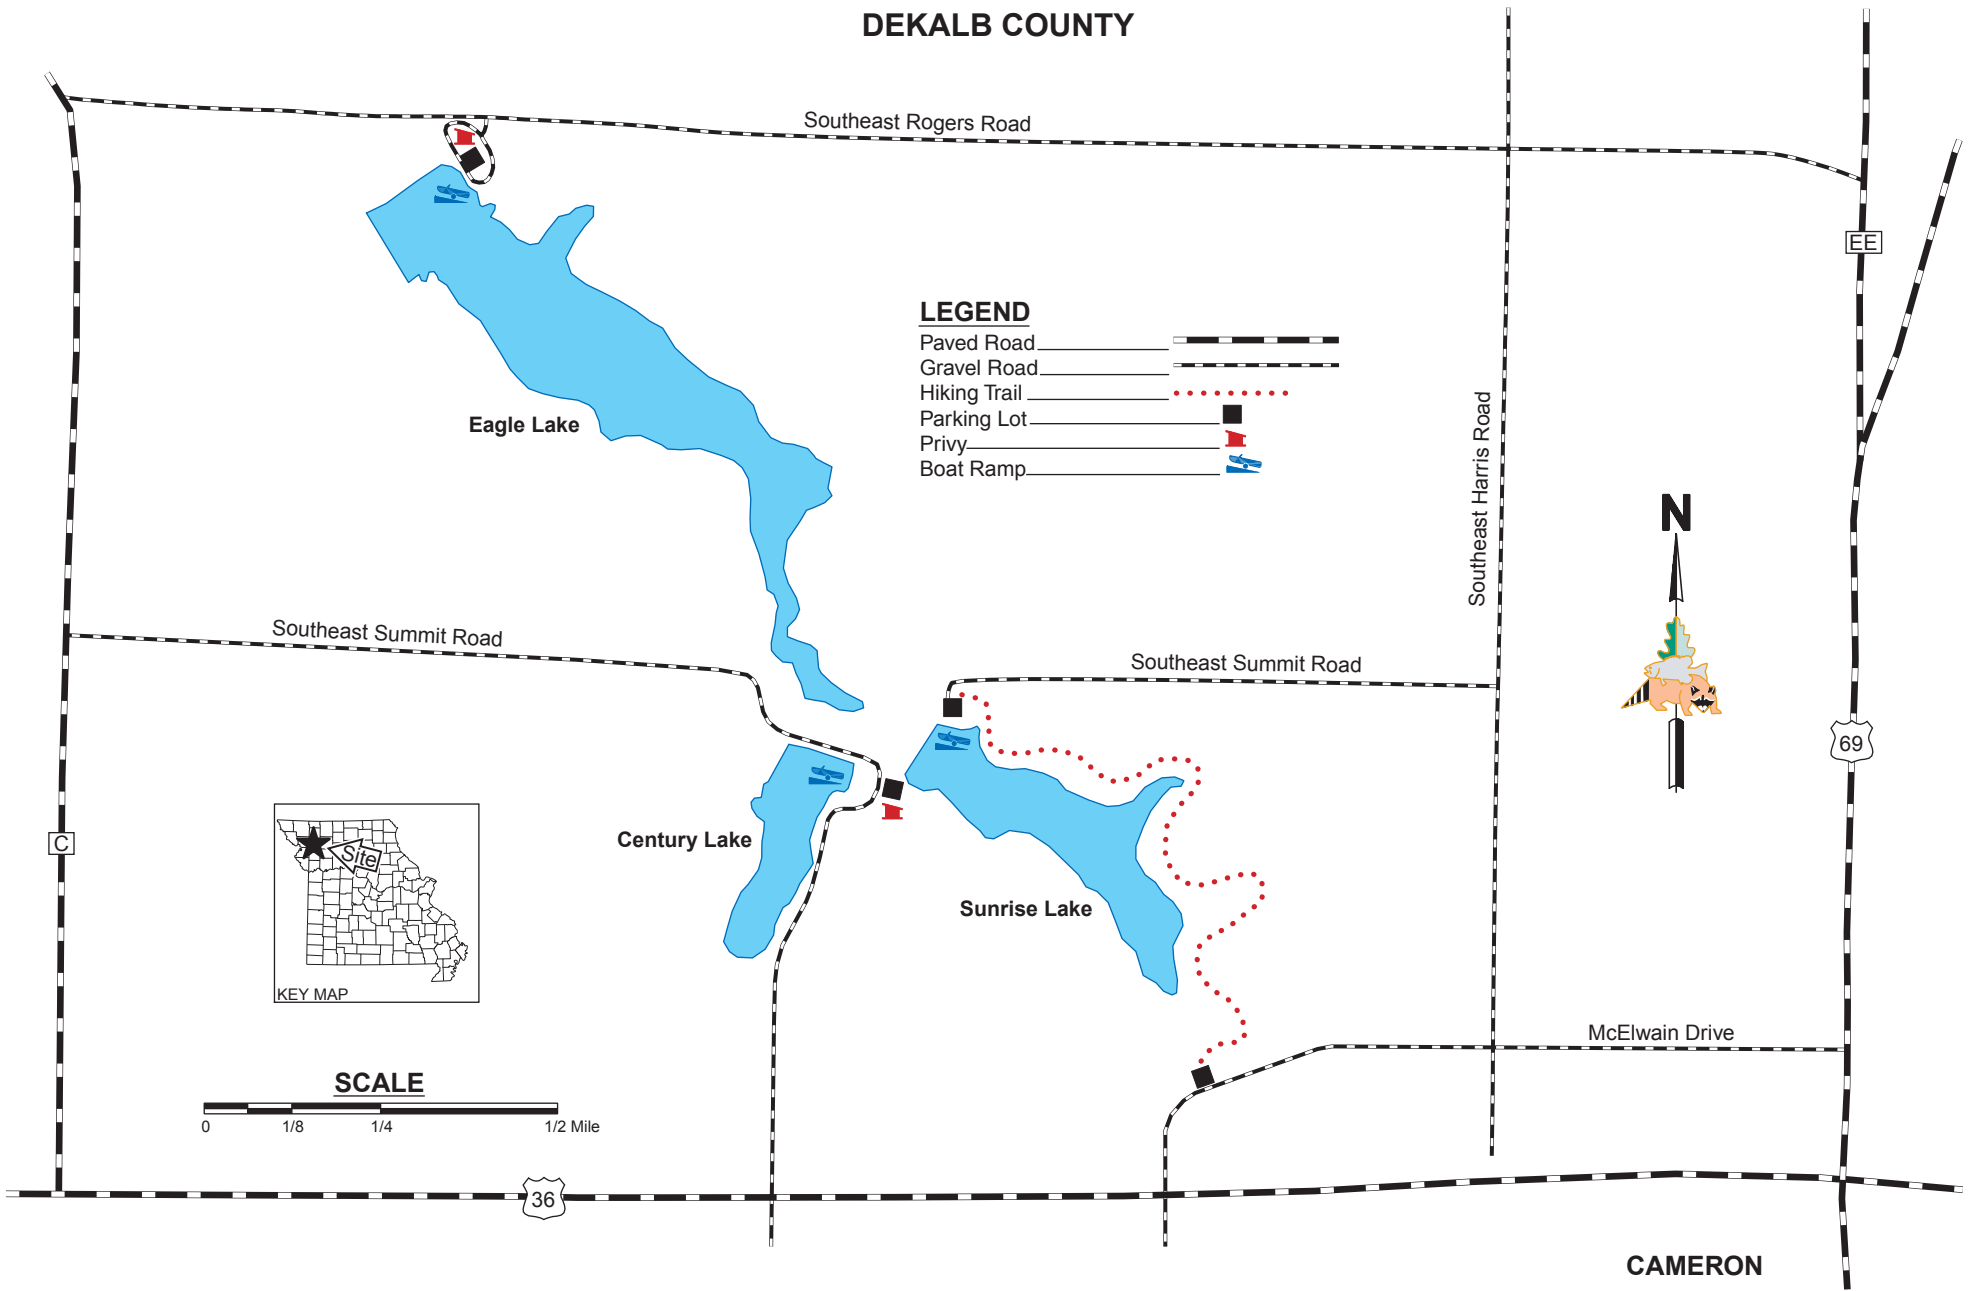 DEKALB COUNTY
Southeast Rogers Road
EE
LEGEND
Paved Road
Gravel Road
Hiking Trail
Parking Lot
Privy
Boat Ramp
Eagle Lake
Southeast Harris Road
N
Southeast Summit Road
Southeast Summit Road
69
C
Century Lake
Site
KEY MAP
Sunrise Lake
McElwain Drive
SCALE
0 1/8 1/4 1/2 Mile
36
CAMERON